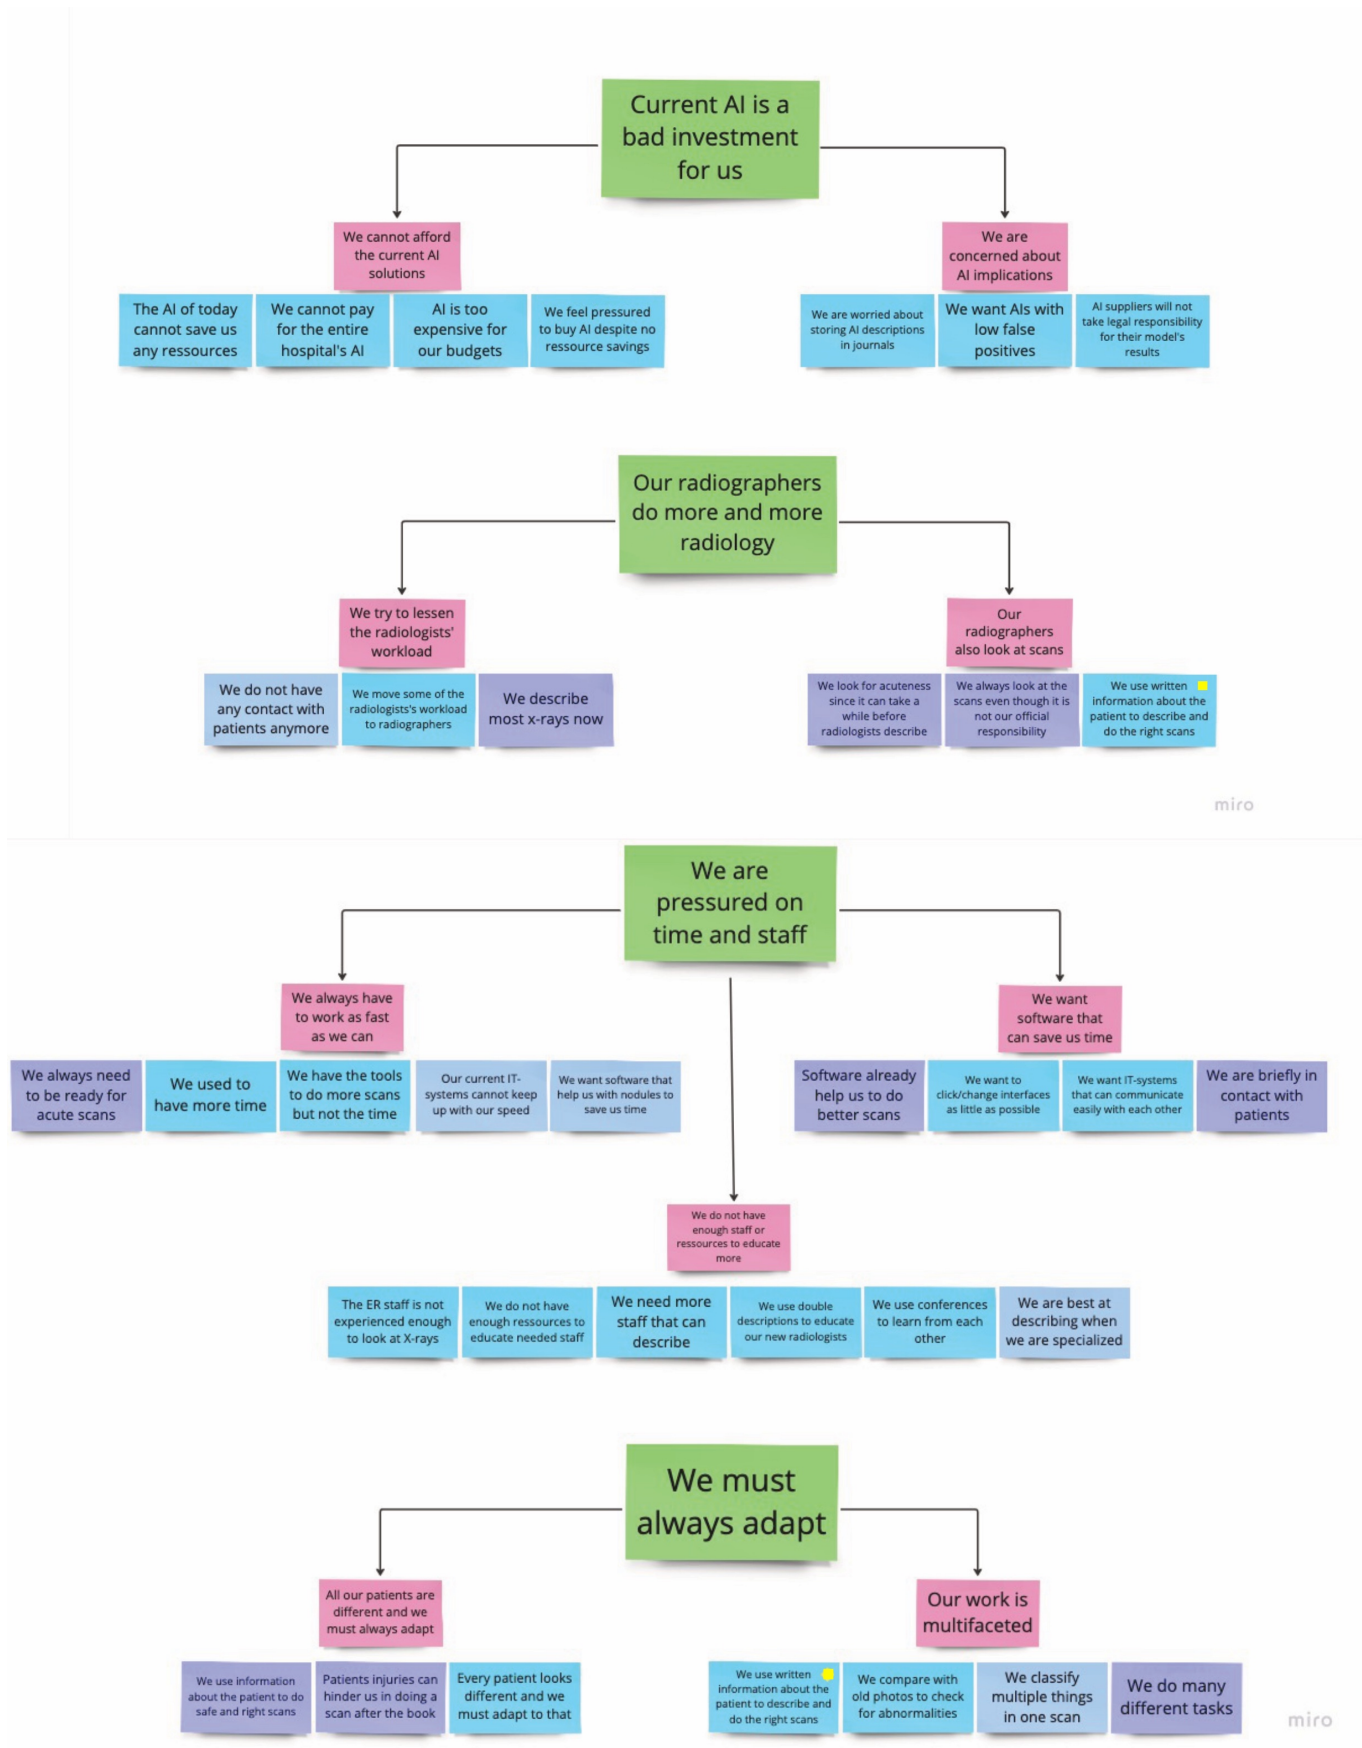 Current AI is a
bad investment
for us
We cannot afford
the current AI
solutions
We are
concerned about
AI implications
The AI of today
cannot save us
any ressources
We cannot pay
for the entire
hospital's AI
AI is too
expensive for
our budgets
We feel pressured
to buy AI despite no
ressource savings
We are worried about
storing AI descriptions
in journals
We want AIs with
low false
positives
AI suppliers will not
take legal responsibility
for their model's
results
Our radiographers
do more and more
radiology
We try to lessen
the radiologists'
workload
Our
radiographers
also look at scans
We do not have
any contact with
patients anymore
We move some of the
radiologists's workload
to radiographers
We describe
most x-rays now
We look for acuteness
since it can take a
while before
radiologists describe
We always look at the
scans even though it is
not our official
responsibility
We use written
information about the
patient to describe and
do the right scans
miro
We are
pressured on
time and staff
We always have
to work as fast
as we can
We want
software that
can save us time
We always need
to be ready for
acute scans
We used to
have more time
We have the tools
to do more scans
but not the time
Our current IT-
systems cannot keep
up with our speed
We want software that
help us with nodules to
save us time
Software already
help us to do
better scans
We want to
click/change interfaces
as little as possible
We want IT-systems
that can communicate
easily with each other
We are briefly in
contact with
patients
We do not have
enough staff or
ressources to educate
more
The ER staff is not
experienced enough
to look at X-rays
We do not have
enough ressources to
educate needed staff
We need more
staff that can
describe
We use double
descriptions to educate
our new radiologists
We use conferences
to learn from each
other
We are best at
describing when
we are specialized
We must
always adapt
All our patients are
different and we
must always adapt
Our work is
multifaceted
We use information
about the patient to do
safe and right scans
Patients injuries can
hinder us in doing a
scan after the book
Every patient looks
different and we
must adapt to that
We use written
information about the
patient to describe and
do the right scans
We compare with
old photos to check
for abnormalities
We classify
multiple things
in one scan
We do many
different tasks
miro